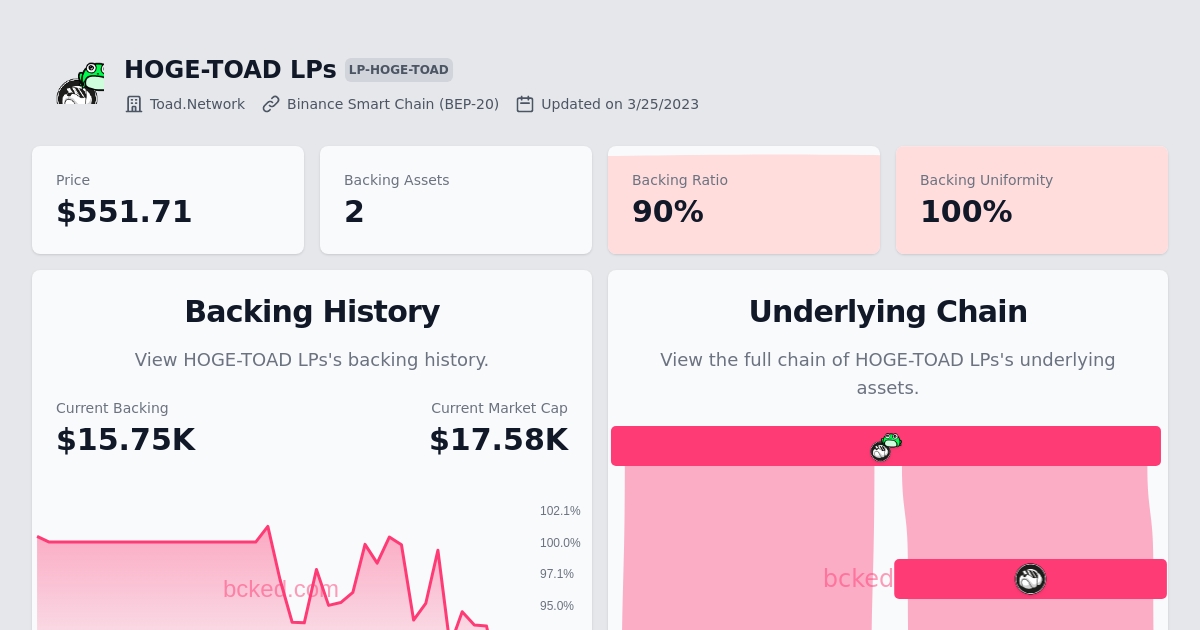 HOGE-TOAD LPs LP-HOGE-TOAD
Toad.Network Binance Smart Chain (BEP-20) Updated on 3/25/2023
Price
$551.71
Backing Assets
2
Backing Ratio
90%
Backing Uniformity
100%
Backing History
View HOGE-TOAD LPs's backing history.
Current Backing
$15.75K
Current Market Cap
$17.58K
102.1%
100.0%
97.1%
95.0%
bcked.com
Underlying Chain
View the full chain of HOGE-TOAD LPs's underlying
assets.
bcked